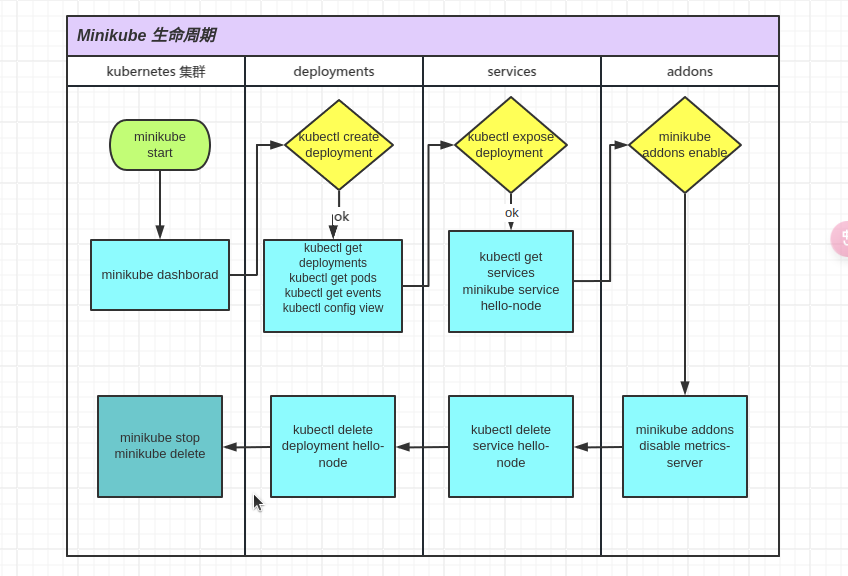 Minikube 生命周期
kubernetes 集群
deployments
services
addons
minikube
start
kubectl create
deployment
kubectl expose
deployment
minikube
addons enable
ok
ok
minikube dashborad
kubectl get
deployments
kubectl get pods
kubectl get events
kubectl config view
kubectl get
services
minikube service
hello-node
minikube stop
minikube delete
kubectl delete
deployment hello-
node
kubectl delete
service hello-
node
minikube addons
disable metrics-
server